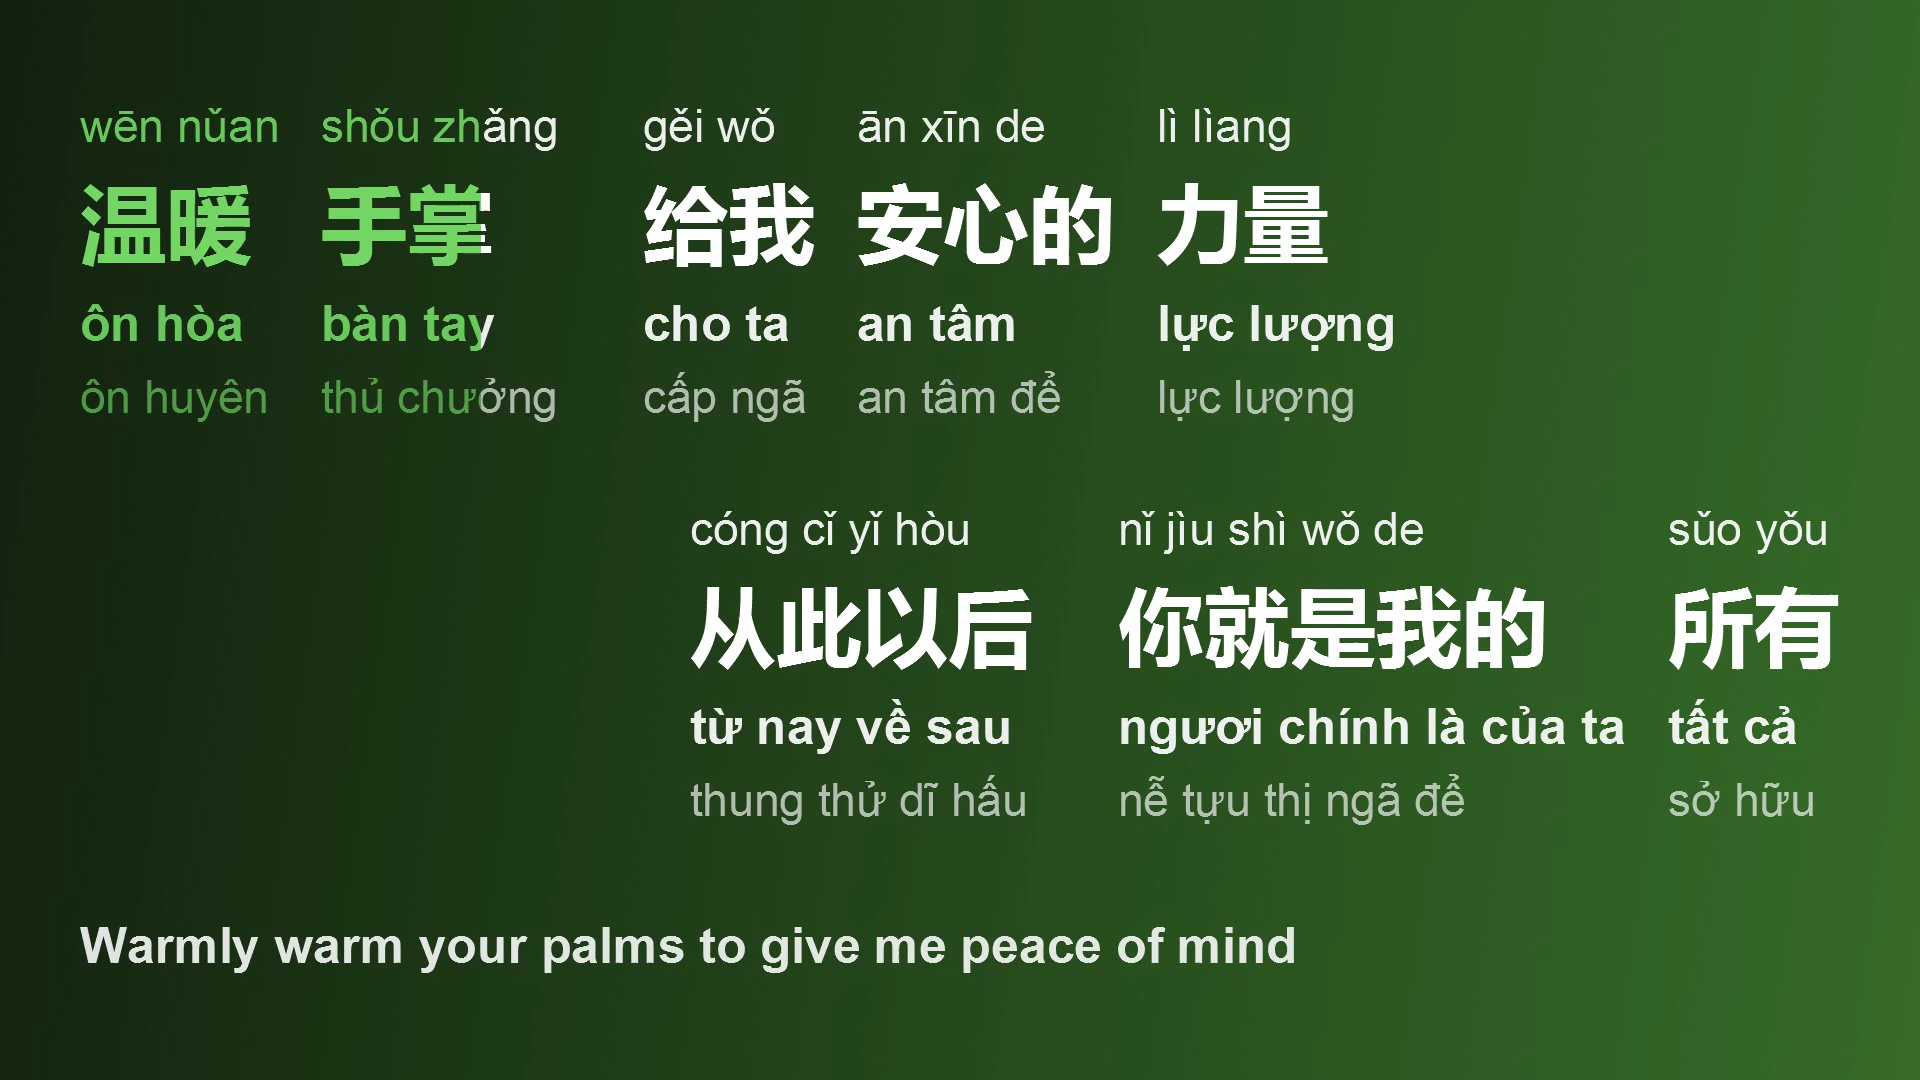 wēn nǔan shǒu zhǎng gěi wǒ ān xīn de lì lìang
温暖 手掌 给我 安心的 力量
ôn hòa bàn tay cho ta an tâm lực lượng
ôn huyên thủ chưởng cấp ngã an tâm để lực lượng
cóng cǐ yǐ hòu nǐ jìu shì wǒ de sǔo yǒu
从此以后 你就是我的 所有
từ nay về sau ngươi chính là của ta tất cả
thung thử dĩ hấu nễ tựu thị ngã để sở hữu
Warmly warm your palms to give me peace of mind